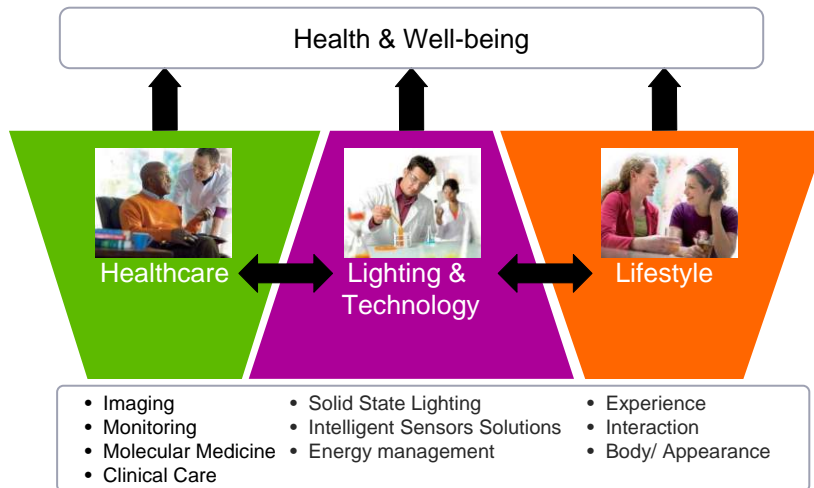 Health & Well-being
Healthcare
Lighting &
Technology
Lifestyle
• Imaging
• Monitoring
• Molecular Medicine
• Clinical Care
• Solid State Lighting
• Intelligent Sensors Solutions
• Energy management
• Experience
• Interaction
• Body/ Appearance